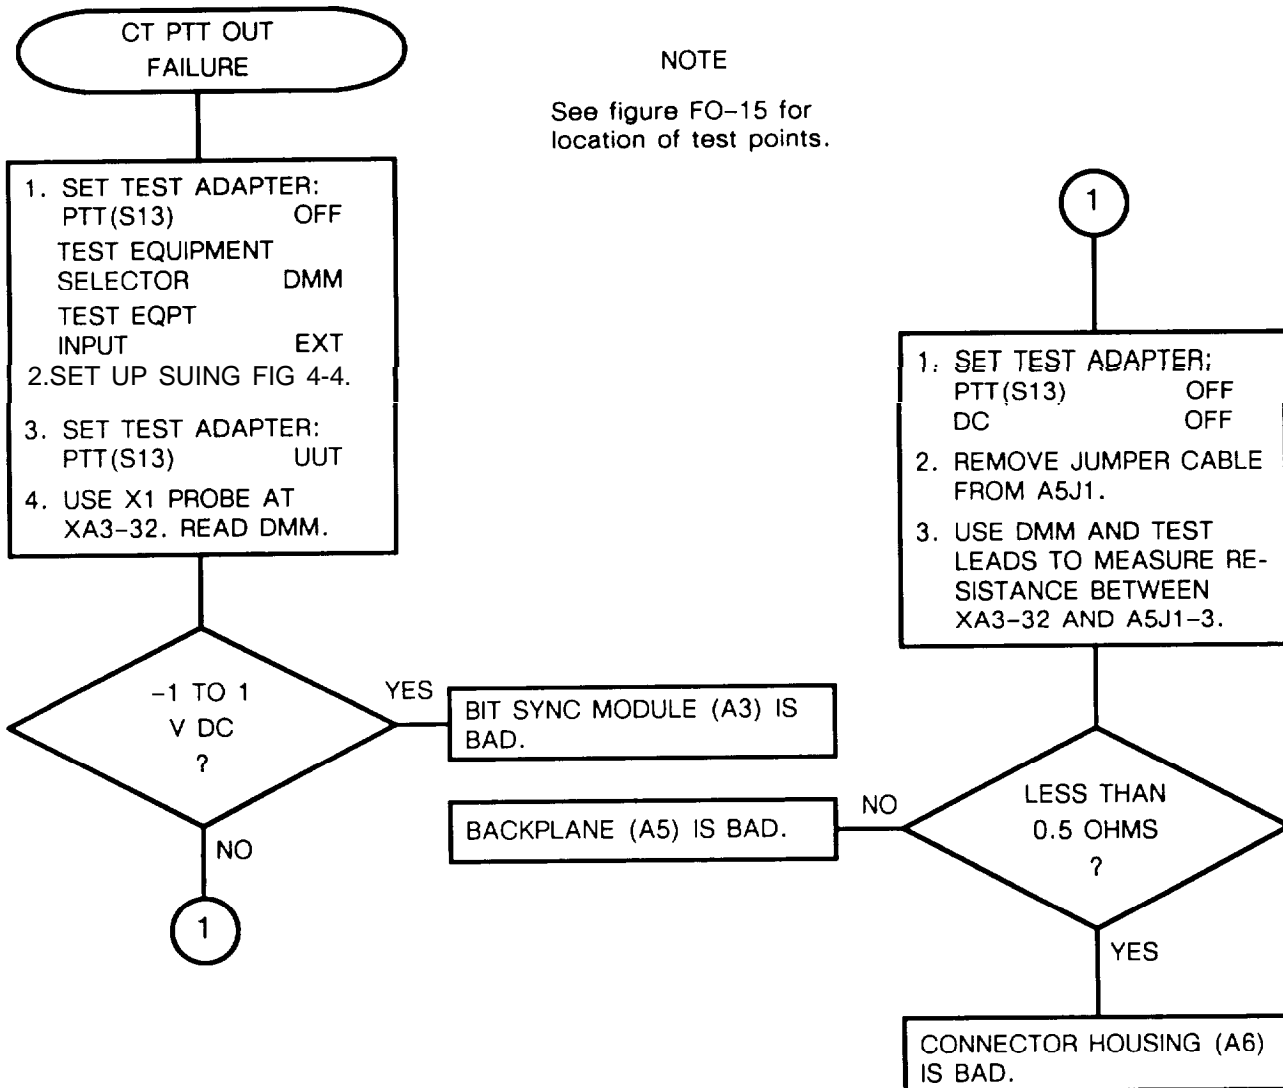 CT PTT OUT
FAILURE
NOTE
See figure FO-15 for
location of test points.
1. SET TEST ADAPTER:
PTT(S13) OFF
TEST EQUIPMENT
SELECTOR DMM
TEST EQPT
INPUT EXT
2.SET UP SUING FIG 4-4.
3. SET TEST ADAPTER:
PTT(S13) UUT
4. USE X1 PROBE AT
XA3-32. READ DMM.
-1 TO 1
V DC
?
YES
BIT SYNC MODULE (A3) IS
BAD.
NO
1
1
1. SET TEST ADAPTER:
PTT(S13) OFF
DC OFF
2. REMOVE JUMPER CABLE
FROM A5J1.
3. USE DMM AND TEST
LEADS TO MEASURE RE-
SISTANCE BETWEEN
XA3-32 AND A5J1-3.
LESS THAN
0.5 OHMS
?
NO
BACKPLANE (A5) IS BAD.
YES
CONNECTOR HOUSING (A6)
IS BAD.